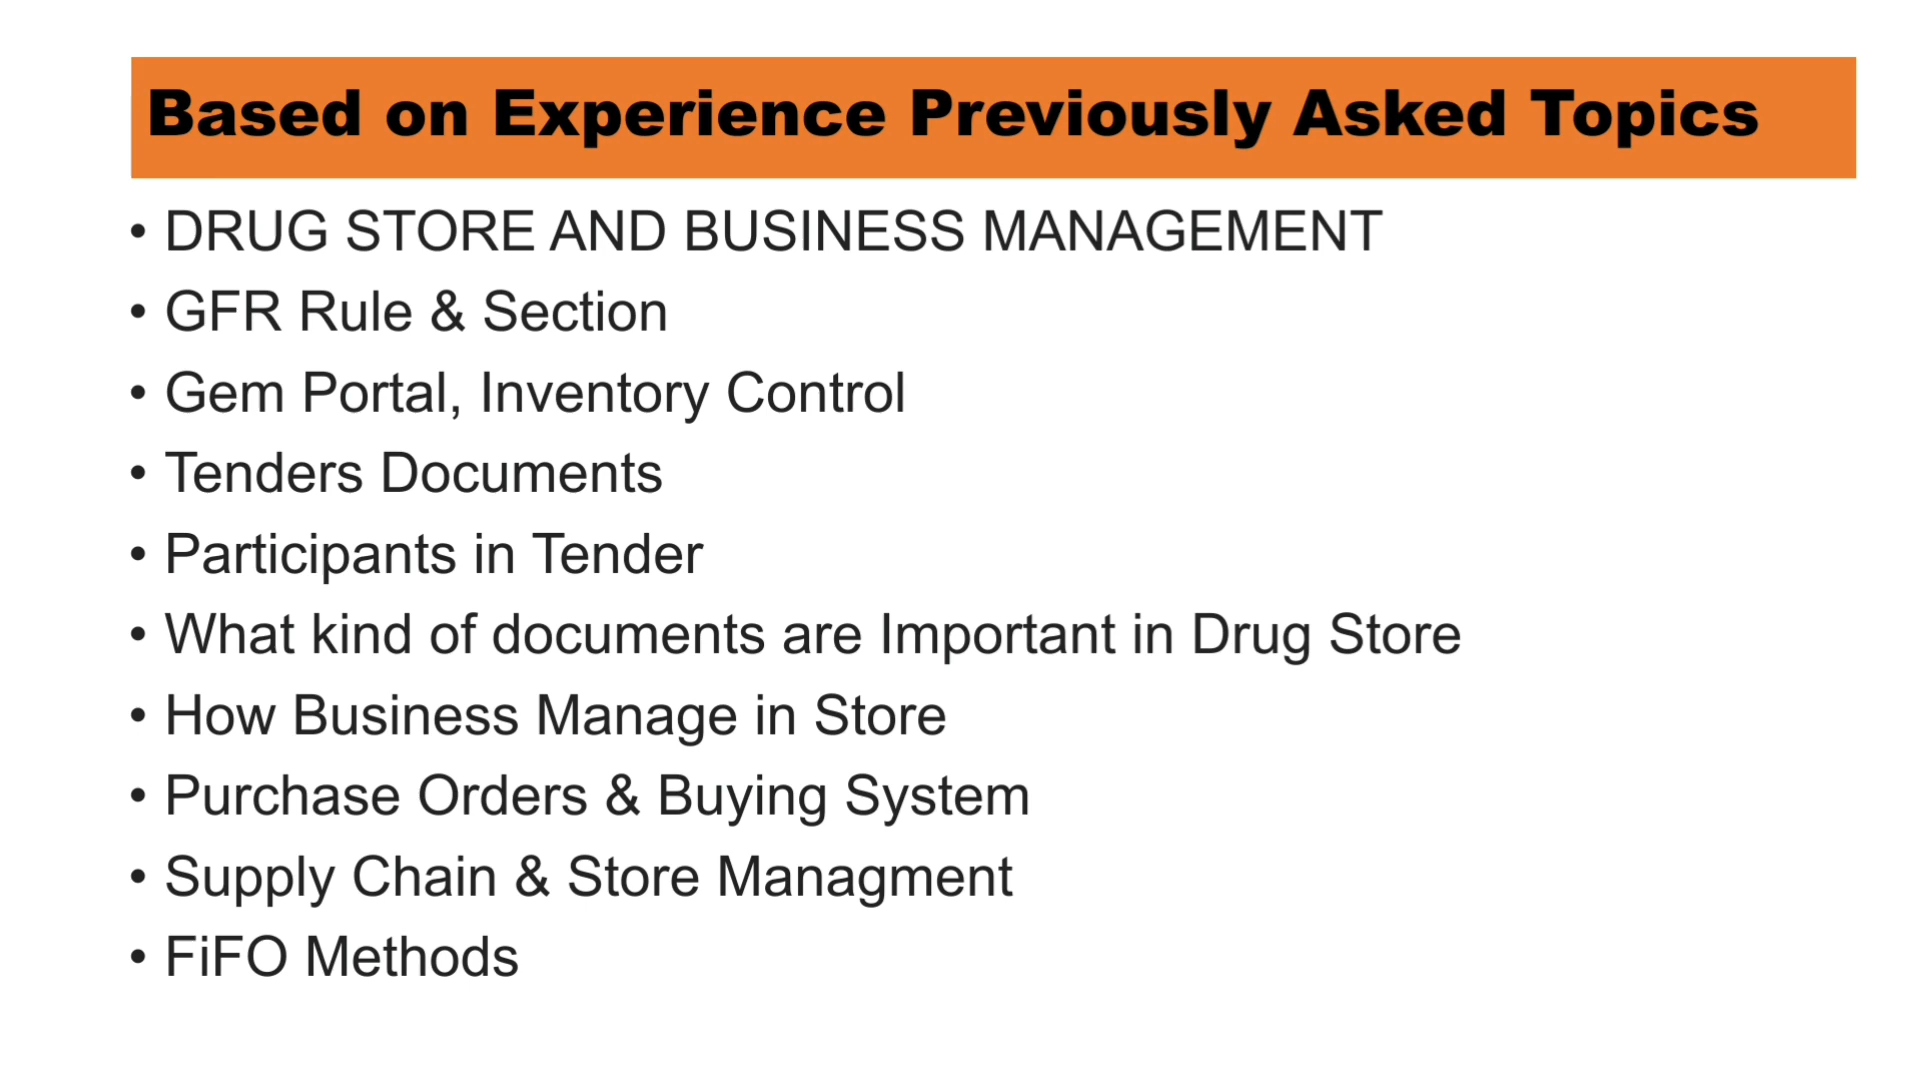 Based on Experience Previously Asked Topics
• DRUG STORE AND BUSINESS MANAGEMENT
• GFR Rule & Section
• Gem Portal, Inventory Control
• Tenders Documents
• Participants in Tender
• What kind of documents are Important in Drug Store
• How Business Manage in Store
• Purchase Orders & Buying System
• Supply Chain & Store Managment
• FiFO Methods